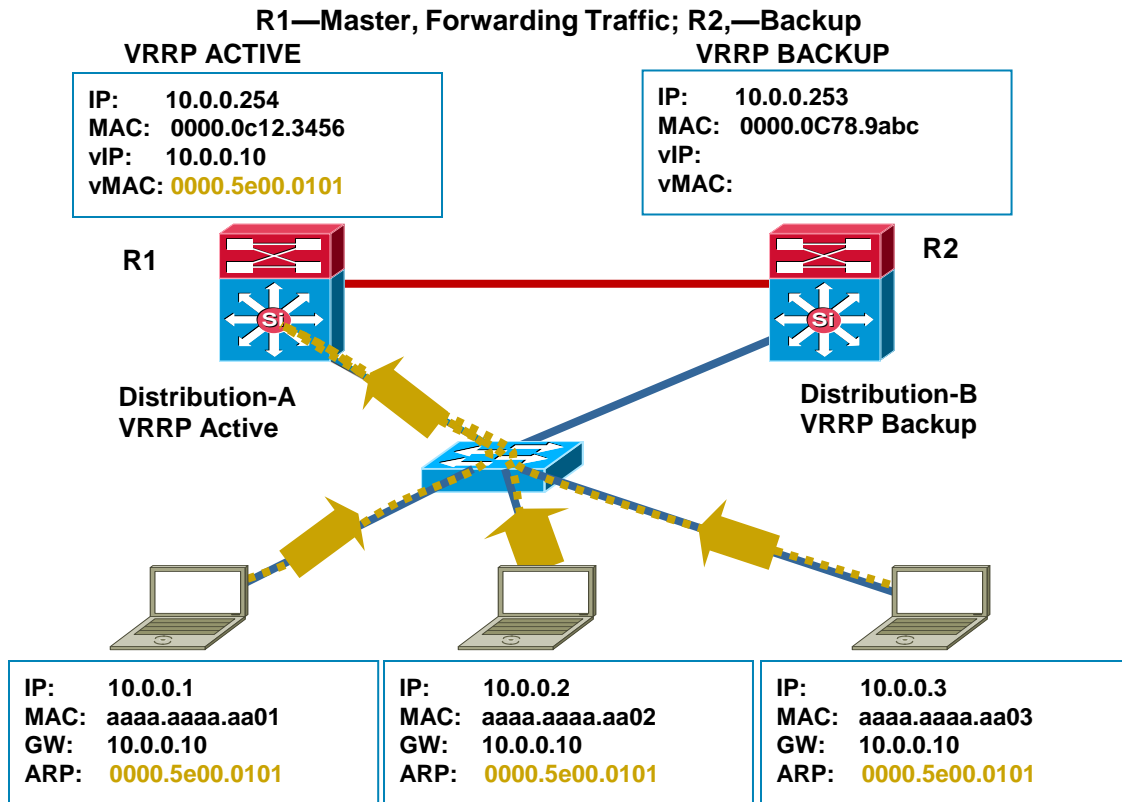 R1—Master, Forwarding Traffic; R2,—Backup
VRRP ACTIVE
VRRP BACKUP
IP: 10.0.0.254
MAC: 0000.0c12.3456
vIP: 10.0.0.10
vMAC: 0000.5e00.0101
IP: 10.0.0.253
MAC: 0000.0C78.9abc
vIP:
vMAC:
R1
R2
Si
Si
Distribution-A
VRRP Active
Distribution-B
VRRP Backup
IP: 10.0.0.1
MAC: aaaa.aaaa.aa01
GW: 10.0.0.10
ARP: 0000.5e00.0101
IP: 10.0.0.2
MAC: aaaa.aaaa.aa02
GW: 10.0.0.10
ARP: 0000.5e00.0101
IP: 10.0.0.3
MAC: aaaa.aaaa.aa03
GW: 10.0.0.10
ARP: 0000.5e00.0101